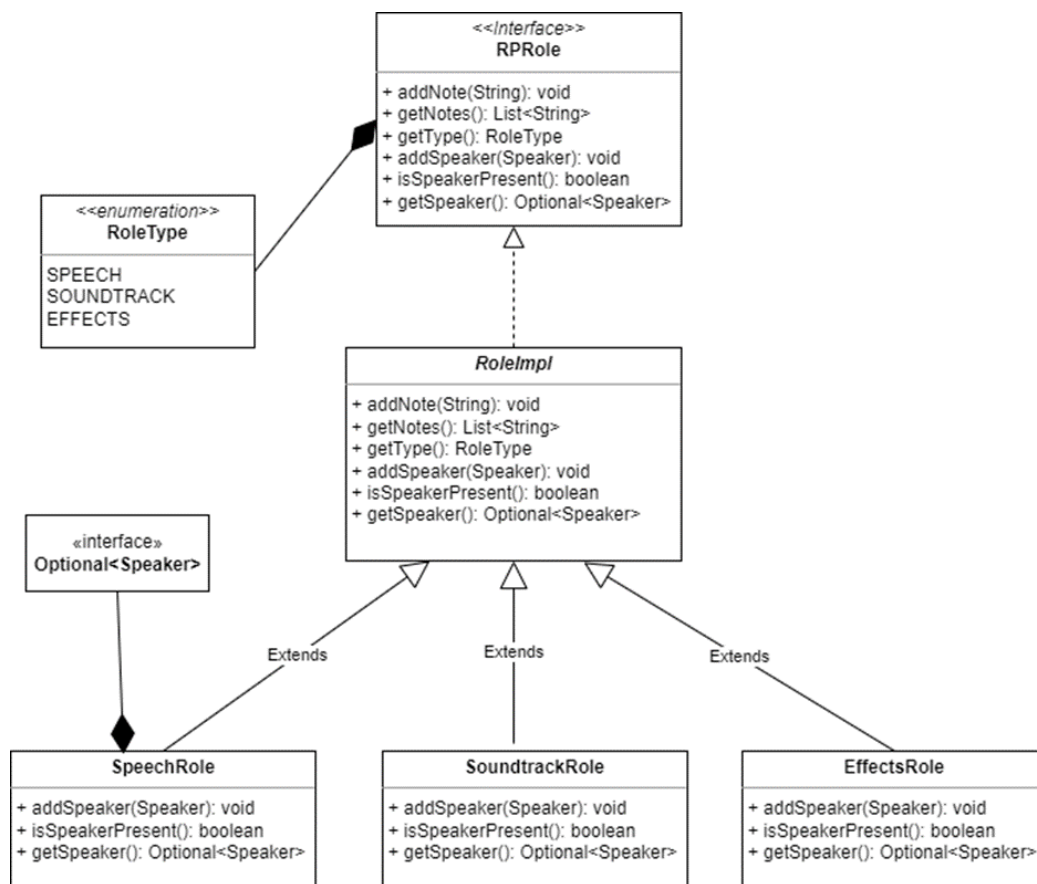 <<Interface>>
RPRole
+ addNote(String): void
+ getNotes(): List<String>
+ getType(): RoleType
+ addSpeaker(Speaker): void
+ isSpeakerPresent(): boolean
+ getSpeaker(): Optional<Speaker>
<<enumeration>>
RoleType
SPEECH
SOUNDTRACK
EFFECTS
RoleImpl
+ addNote(String): void
+ getNotes(): List<String>
+ getType(): RoleType
+ addSpeaker(Speaker): void
+ isSpeakerPresent(): boolean
+ getSpeaker(): Optional<Speaker>
«interface»
Optional<Speaker>
Extends
Extends
Extends
SpeechRole
+ addSpeaker(Speaker): void
+ isSpeakerPresent(): boolean
+ getSpeaker(): Optional<Speaker>
SoundtrackRole
+ addSpeaker(Speaker): void
+ isSpeakerPresent(): boolean
+ getSpeaker(): Optional<Speaker>
EffectsRole
+ addSpeaker(Speaker): void
+ isSpeakerPresent(): boolean
+ getSpeaker(): Optional<Speaker>